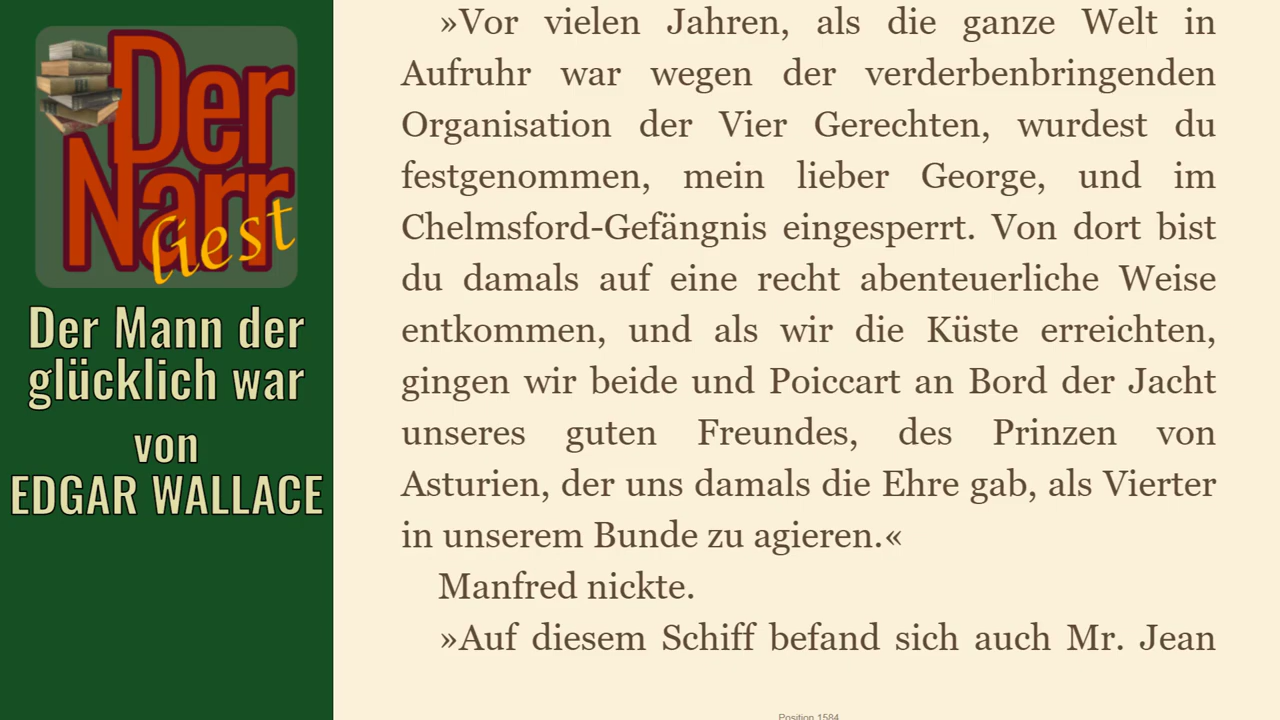 Der
Narr
liest
Der Mann der
glücklich war
von
EDGAR WALLACE
»Vor vielen Jahren, als die ganze Welt in
Aufruhr war wegen der verderbenbringenden
Organisation der Vier Gerechten, wurdest du
festgenommen, mein lieber George, und im
Chelmsford-Gefängnis eingesperrt. Von dort bist
du damals auf eine recht abenteuerliche Weise
entkommen, und als wir die Küste erreichten,
gingen wir beide und Poiccart an Bord der Jacht
unseres guten Freundes, des Prinzen von
Asturien, der uns damals die Ehre gab, als Vierter
in unserem Bunde zu agieren.«
Manfred nickte.
»Auf diesem Schiff befand sich auch Mr. Jean
Position 1584